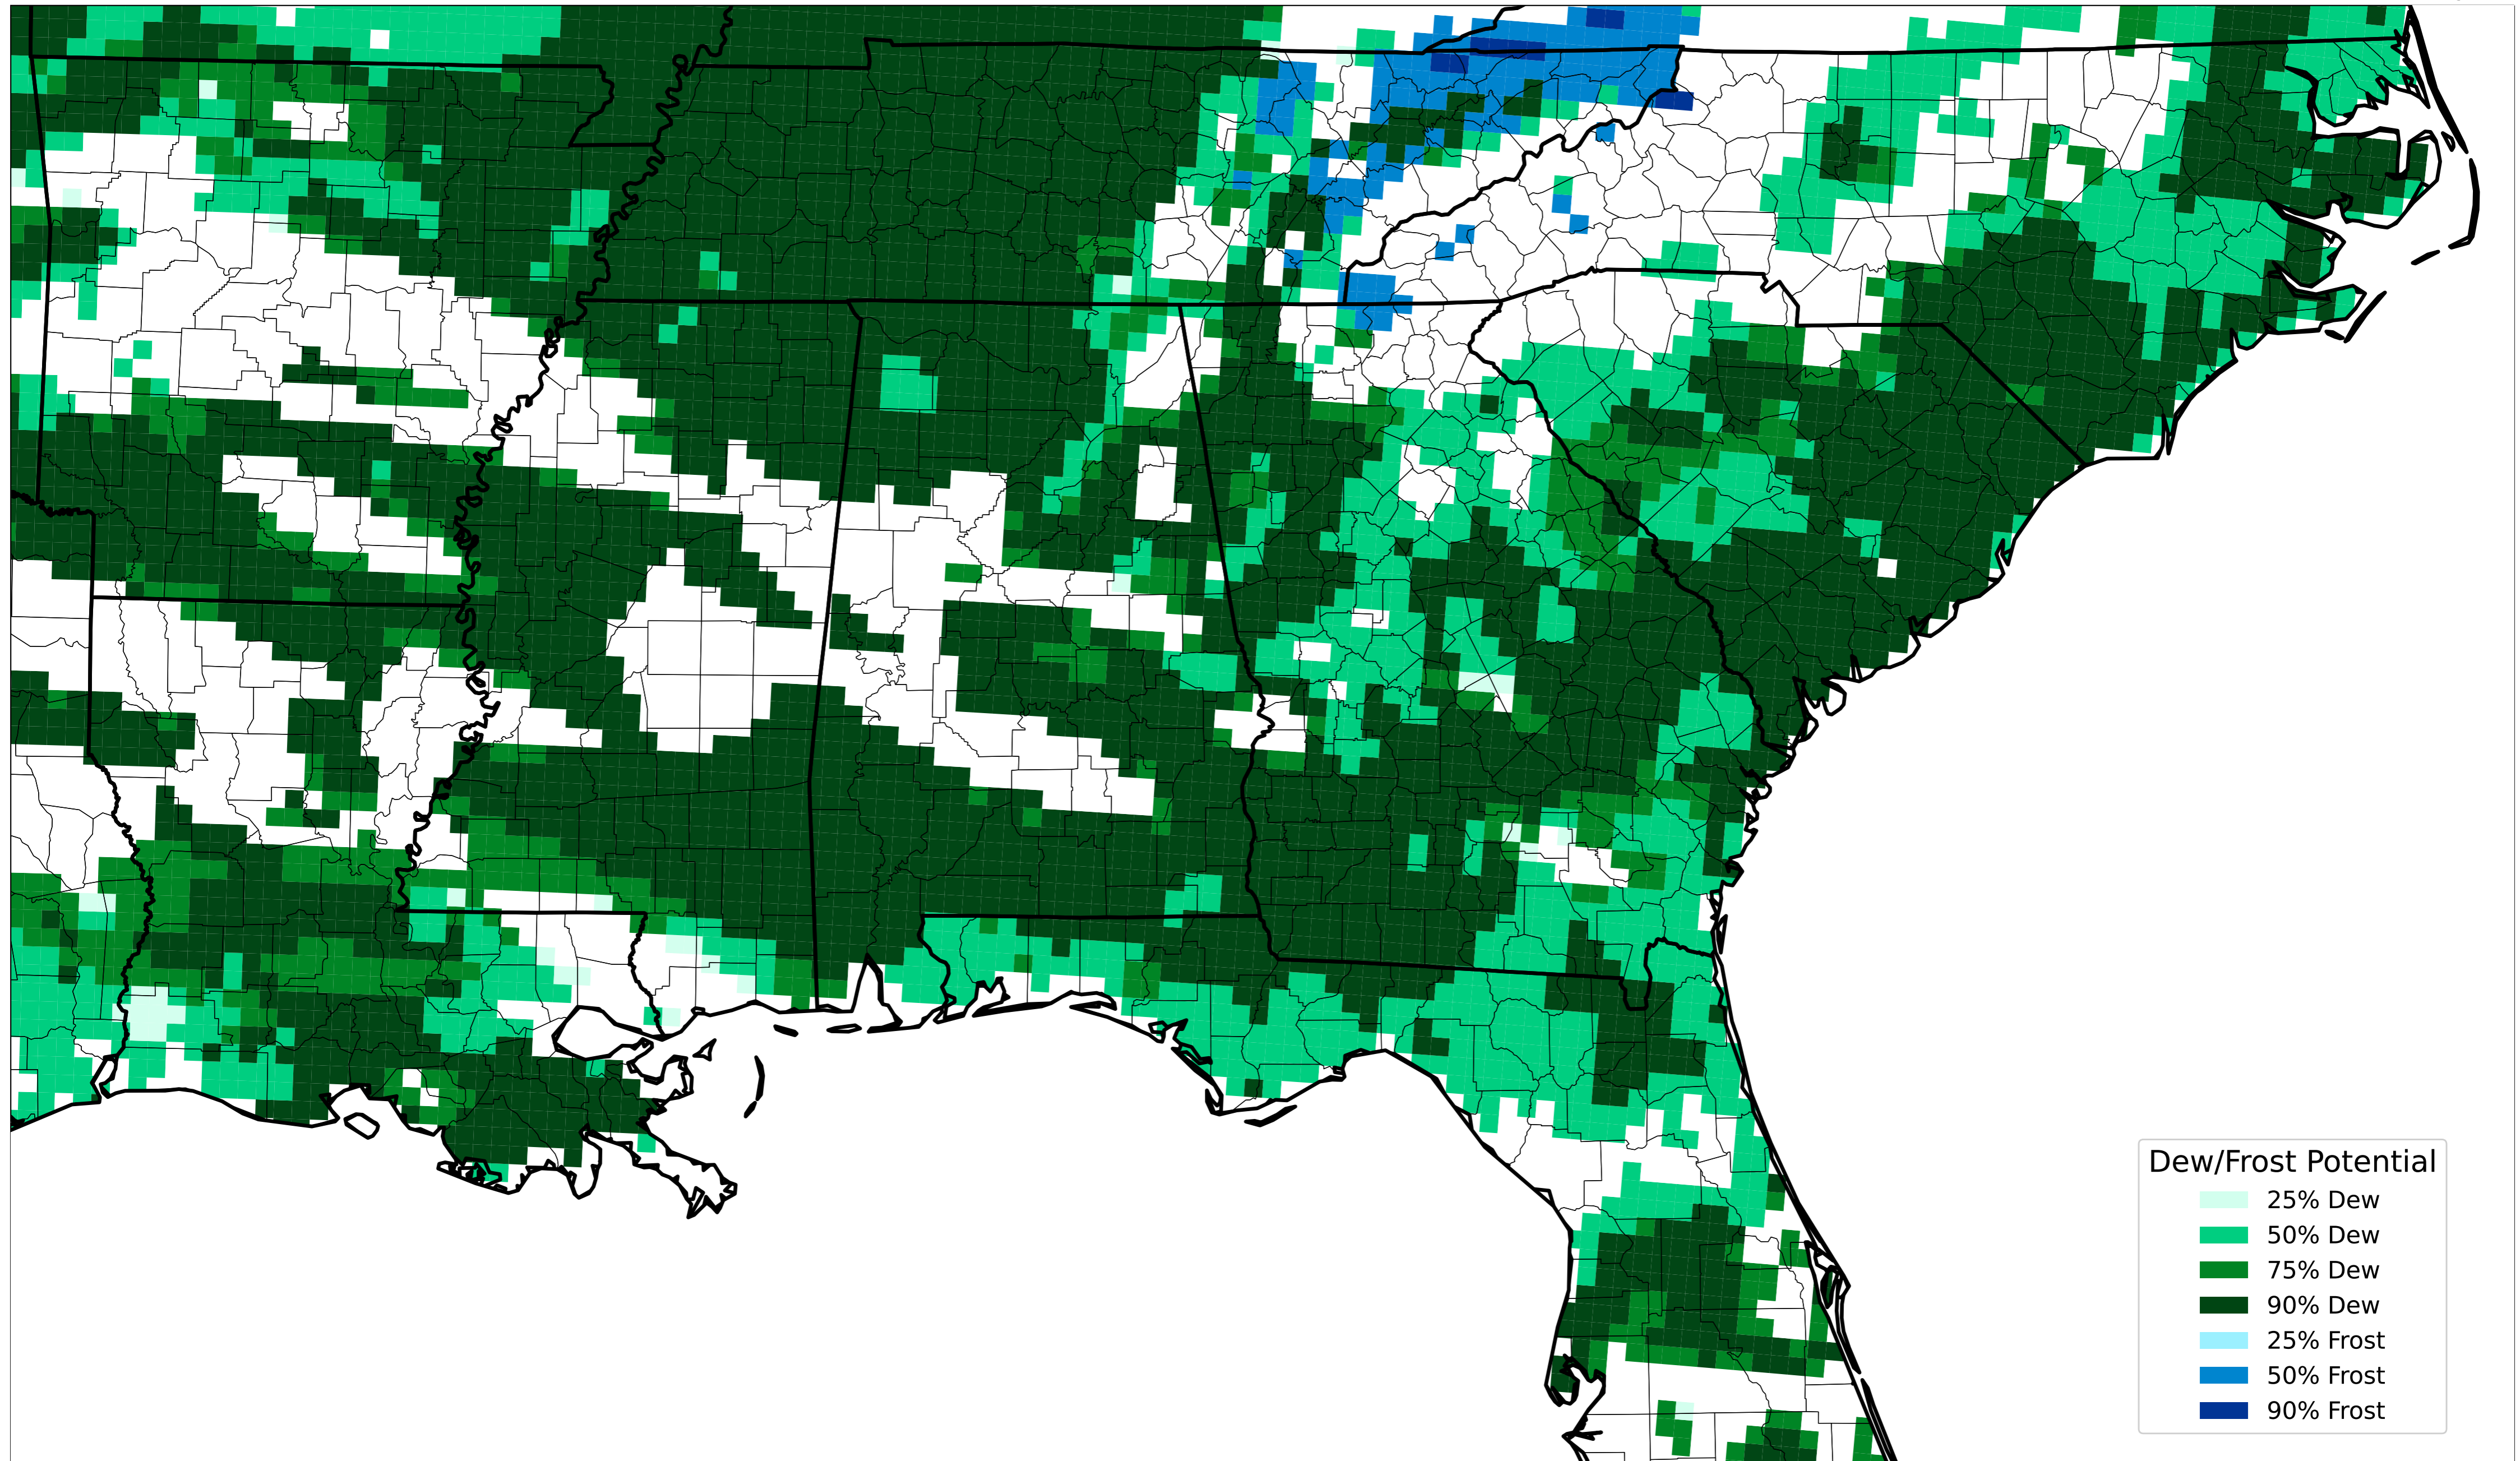 Dew/Frost Potential
25% Dew
50% Dew
75% Dew
90% Dew
25% Frost
50% Frost
90% Frost